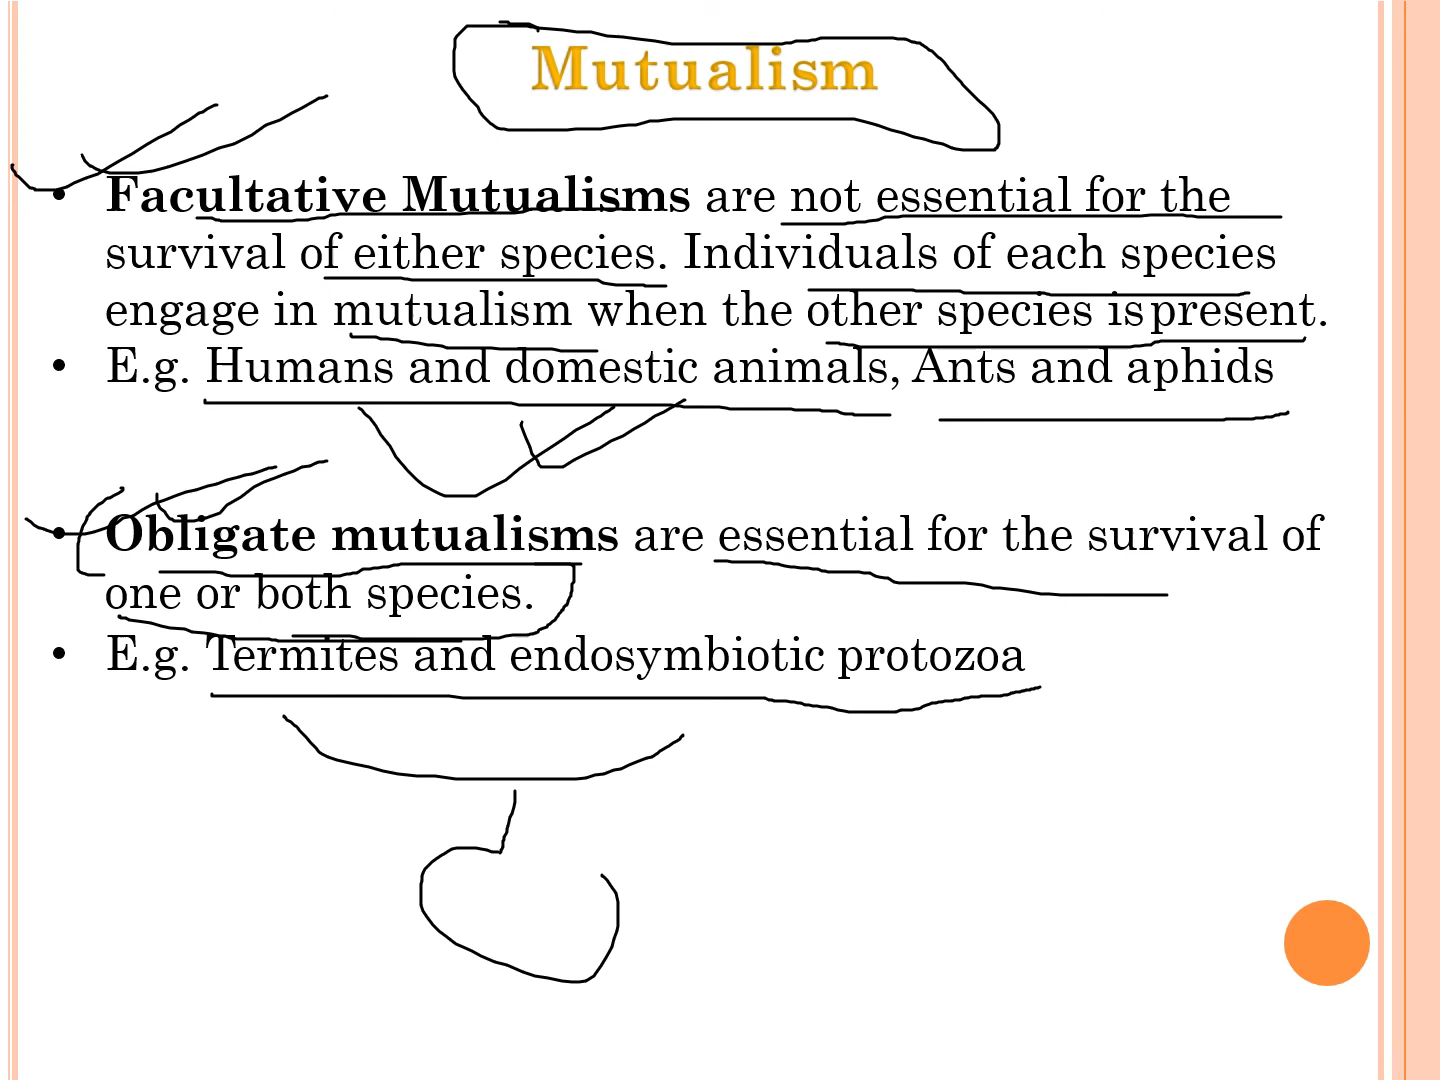 Mutualism
• Facultative Mutualisms are not essential for the
survival of either species. Individuals of each species
engage in mutualism when the other species is present.
• E.g. Humans and domestic animals, Ants and aphids
• Obligate mutualisms are essential for the survival of
one or both species.
• E.g. Termites and endosymbiotic protozoa